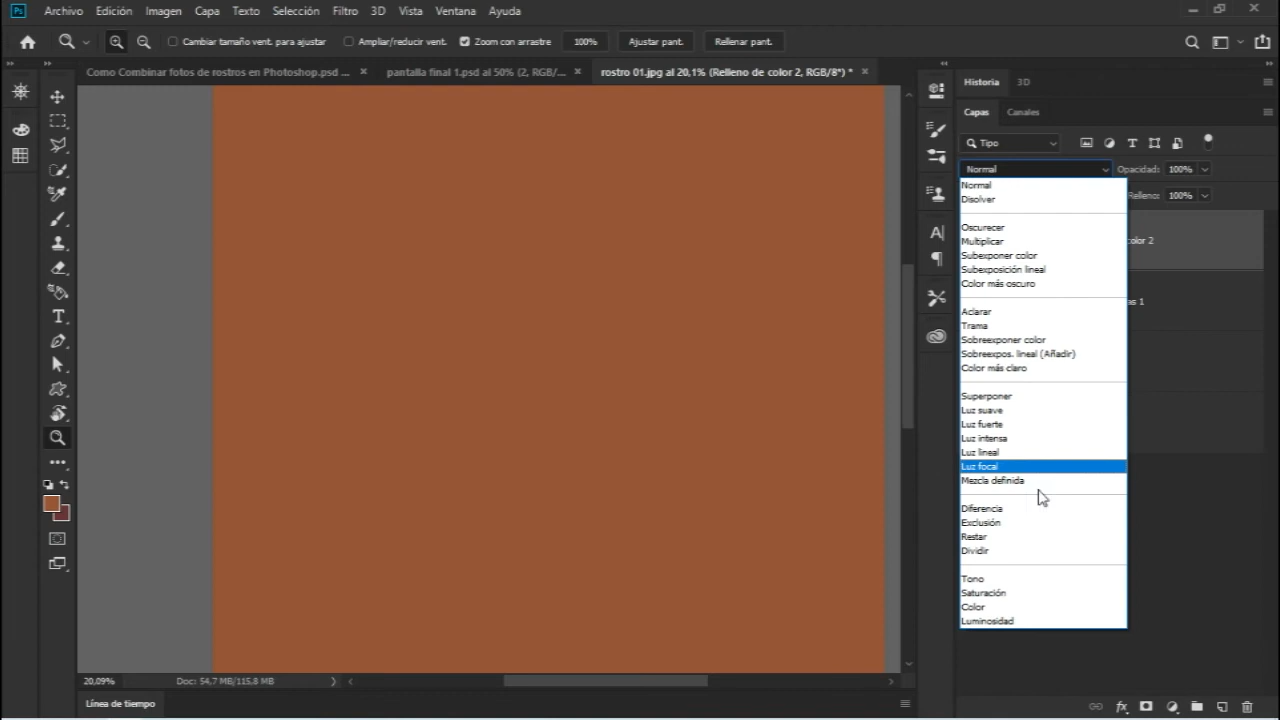 Ps Archivo Edición Imagen Capa Texto Selección Filtro 3D Vista Ventana Ayuda
Cambiar tamaño vent. para ajustar Ampliar/reducir vent. Zoom con arrastre 100% Ajustar pant. Rellenar pant.
Como Combinar fotos de rostros en Photoshop.psd ... × pantalla final 1.psd al 50% (2, RGB/... × rostro 01.jpg al 20,1% (Relleno de color 2, RGB/8*) * ×
Historia 3D
Capas Canales
Tipo
Normal Opacidad: 100%
Normal
Relleno: 100%
Disolver
Oscurecer
Multiplicar
olor 2
Subexponer color
Subexposición lineal
Color más oscuro
as 1
Aclarar
Trama
Sobreexponer color
Sobreexpos. lineal (Añadir)
Color más claro
Superponer
Luz suave
Luz fuerte
Luz intensa
Luz lineal
Luz focal
Mezcla definida
Diferencia
Exclusión
Restar
Dividir
Tono
Saturación
Color
Luminosidad
20,09% Doc: 54,7 MB/115,8 MB
Línea de tiempo